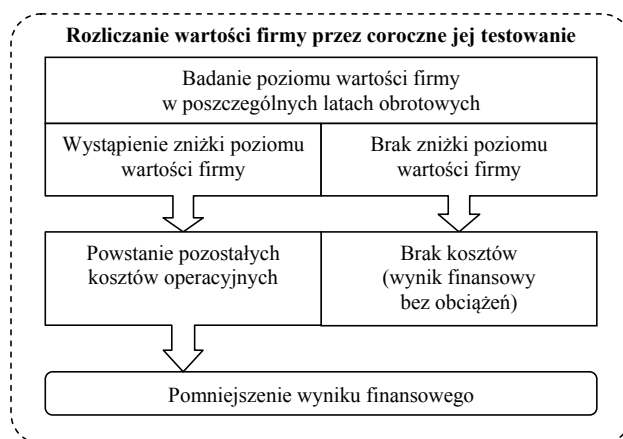 Rozliczanie wartości firmy przez coroczne jej testowanie
Badanie poziomu wartości firmy
w poszczególnych latach obrotowych
Wystąpienie zniżki poziomu
wartości firmy
Brak zniżki poziomu
wartości firmy
Powstanie pozostałych
kosztów operacyjnych
Brak kosztów
(wynik finansowy
bez obciążeń)
Pomniejszenie wyniku finansowego